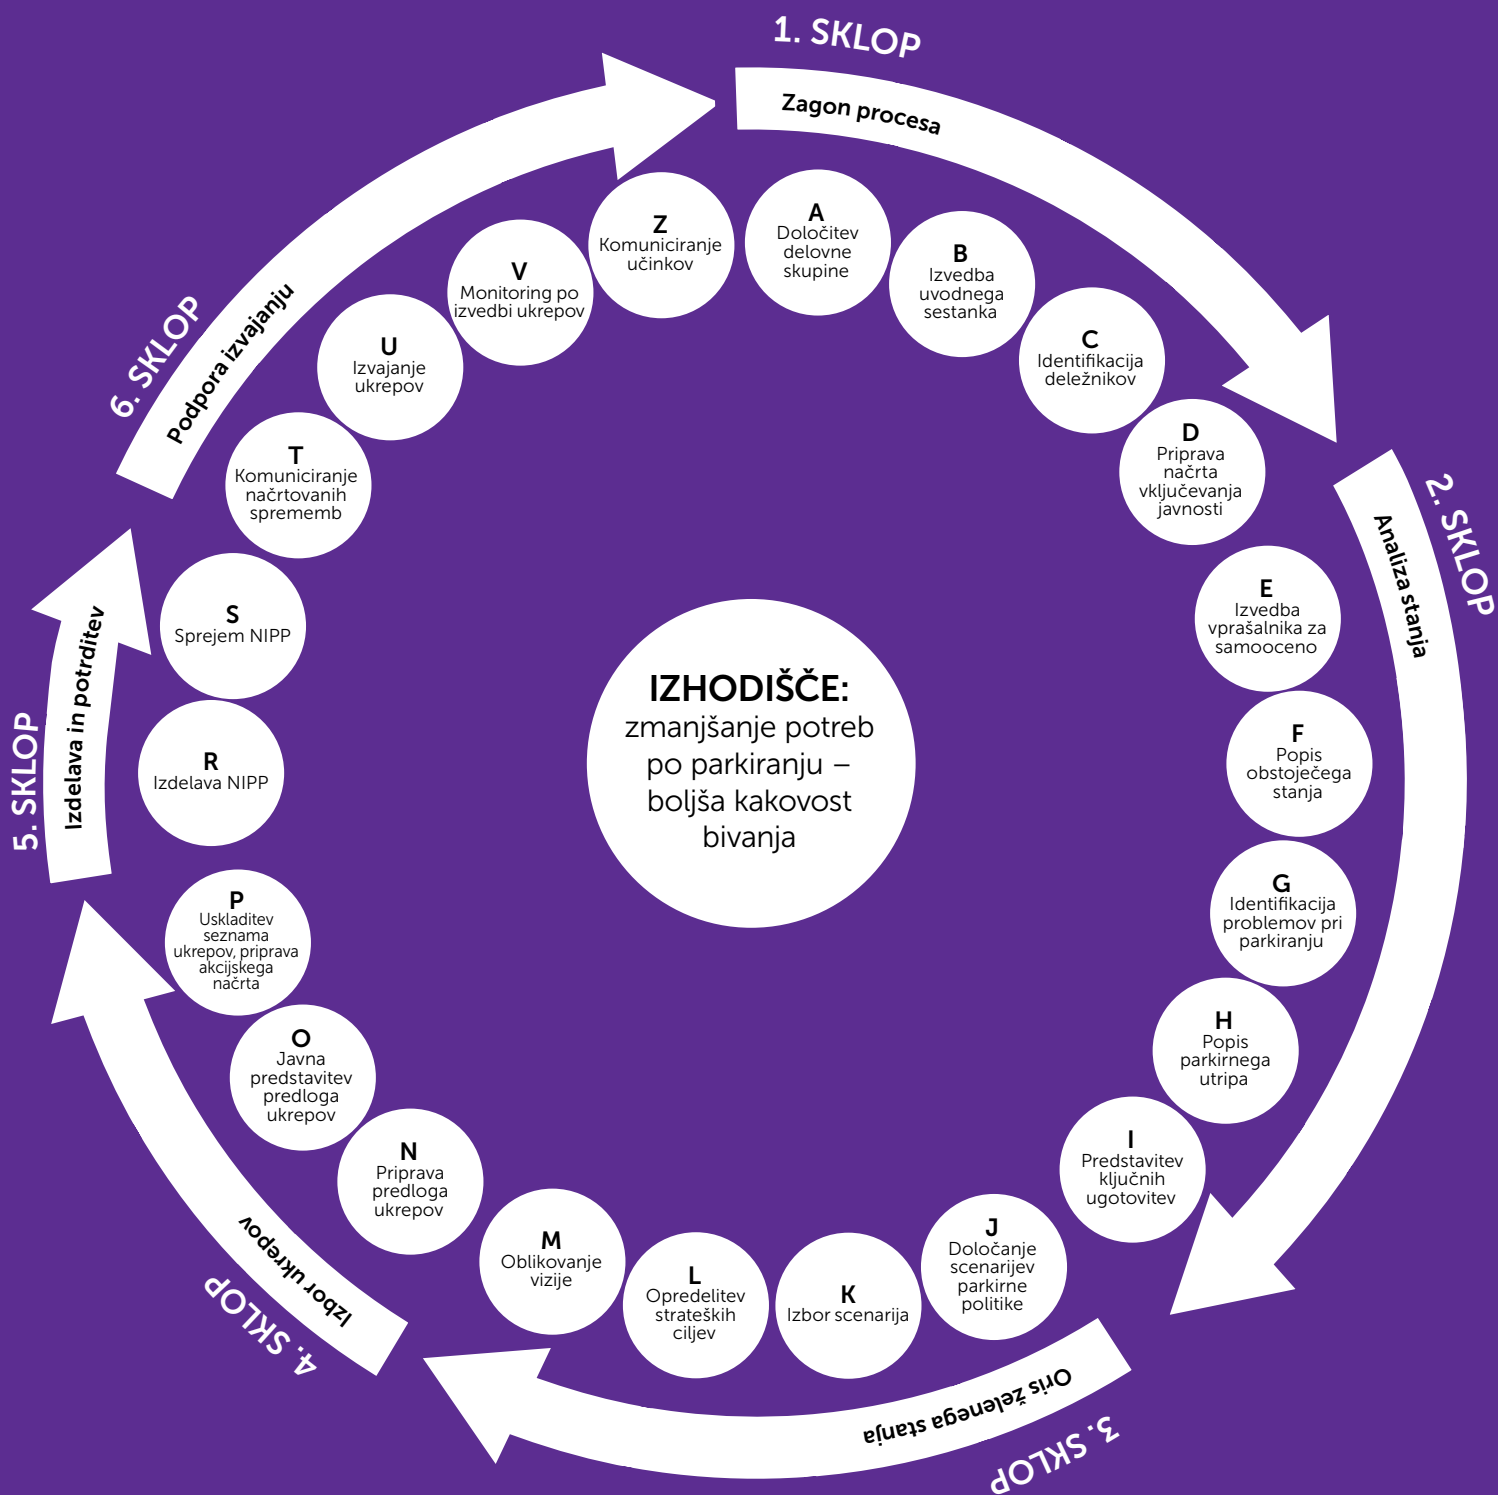 1. SKLOP
Zagon procesa
A
Določitev
delovne
skupine
B
Izvedba
uvodnega
sestanka
C
Identifikacija
deležnikov
D
Priprava
načrta
vključevanja
javnosti
2. SKLOP
Analiza stanja
E
Izvedba
vprašalnika za
samooceno
F
Popis
obstoječega
stanja
G
Identifikacija
problemov pri
parkiranju
H
Popis
parkirnega
utripa
I
Predstavitev
ključnih
ugotovitev
3. SKLOP
Oris želenega stanja
J
Določanje
scenarijev
parkirne
politike
K
Izbor scenarija
L
Opredelitev
strateških
ciljev
M
Oblikovanje
vizije
4. SKLOP
Izbor ukrepov
N
Priprava
predloga
ukrepov
O
Javna
predstavitev
predloga
ukrepov
P
Uskladitev
seznama
ukrepov, priprava
akcijskega
načrta
5. SKLOP
Izdelava in potrditev
R
Izdelava NIPP
S
Sprejem NIPP
6. SKLOP
Podpora izvajanju
T
Komuniciranje
načrtovanih
sprememb
U
Izvajanje
ukrepov
V
Monitoring po
izvedbi ukrepov
Z
Komuniciranje
učinkov
IZHODIŠČE:
zmanjšanje potreb
po parkiranju –
boljša kakovost
bivanja